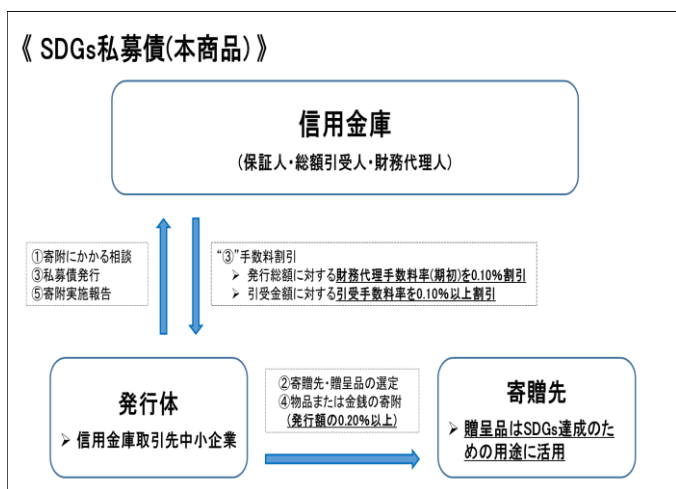 《 SDGs私募債(本商品) 》
信用金庫
(保証人・総額引受人・財務代理人)
①寄附にかかる相談
③私募債発行
⑤寄附実施報告
“③”手数料割引
➢ 発行総額に対する財務代理手数料率(期初)を0.10%割引
➢ 引受金額に対する引受手数料率を0.10%以上割引
発行体
➢ 信用金庫取引先中小企業
②寄贈先・贈呈品の選定
④物品または金銭の寄附
(発行額の0.20%以上)
寄贈先
➢ 贈呈品はSDGs達成のた
めの用途に活用